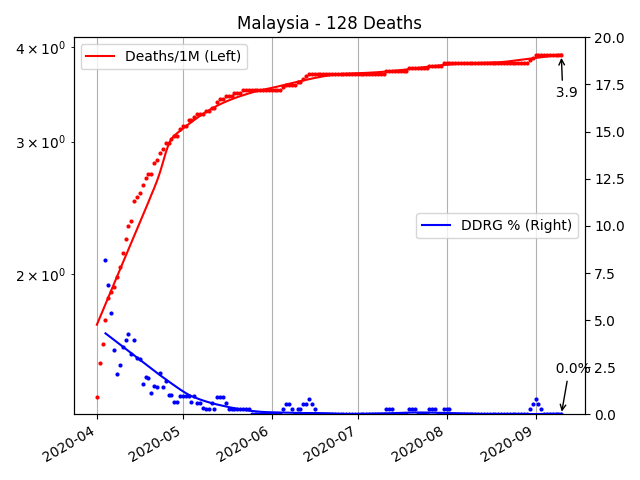 Malaysia - 128 Deaths
4 × 10⁰
3 × 10⁰
2 × 10⁰
Deaths/1M (Left)
DDRG % (Right)
3.9
0.0%
20.0
17.5
15.0
12.5
10.0
7.5
5.0
2.5
0.0
2020-04
2020-05
2020-06
2020-07
2020-08
2020-09